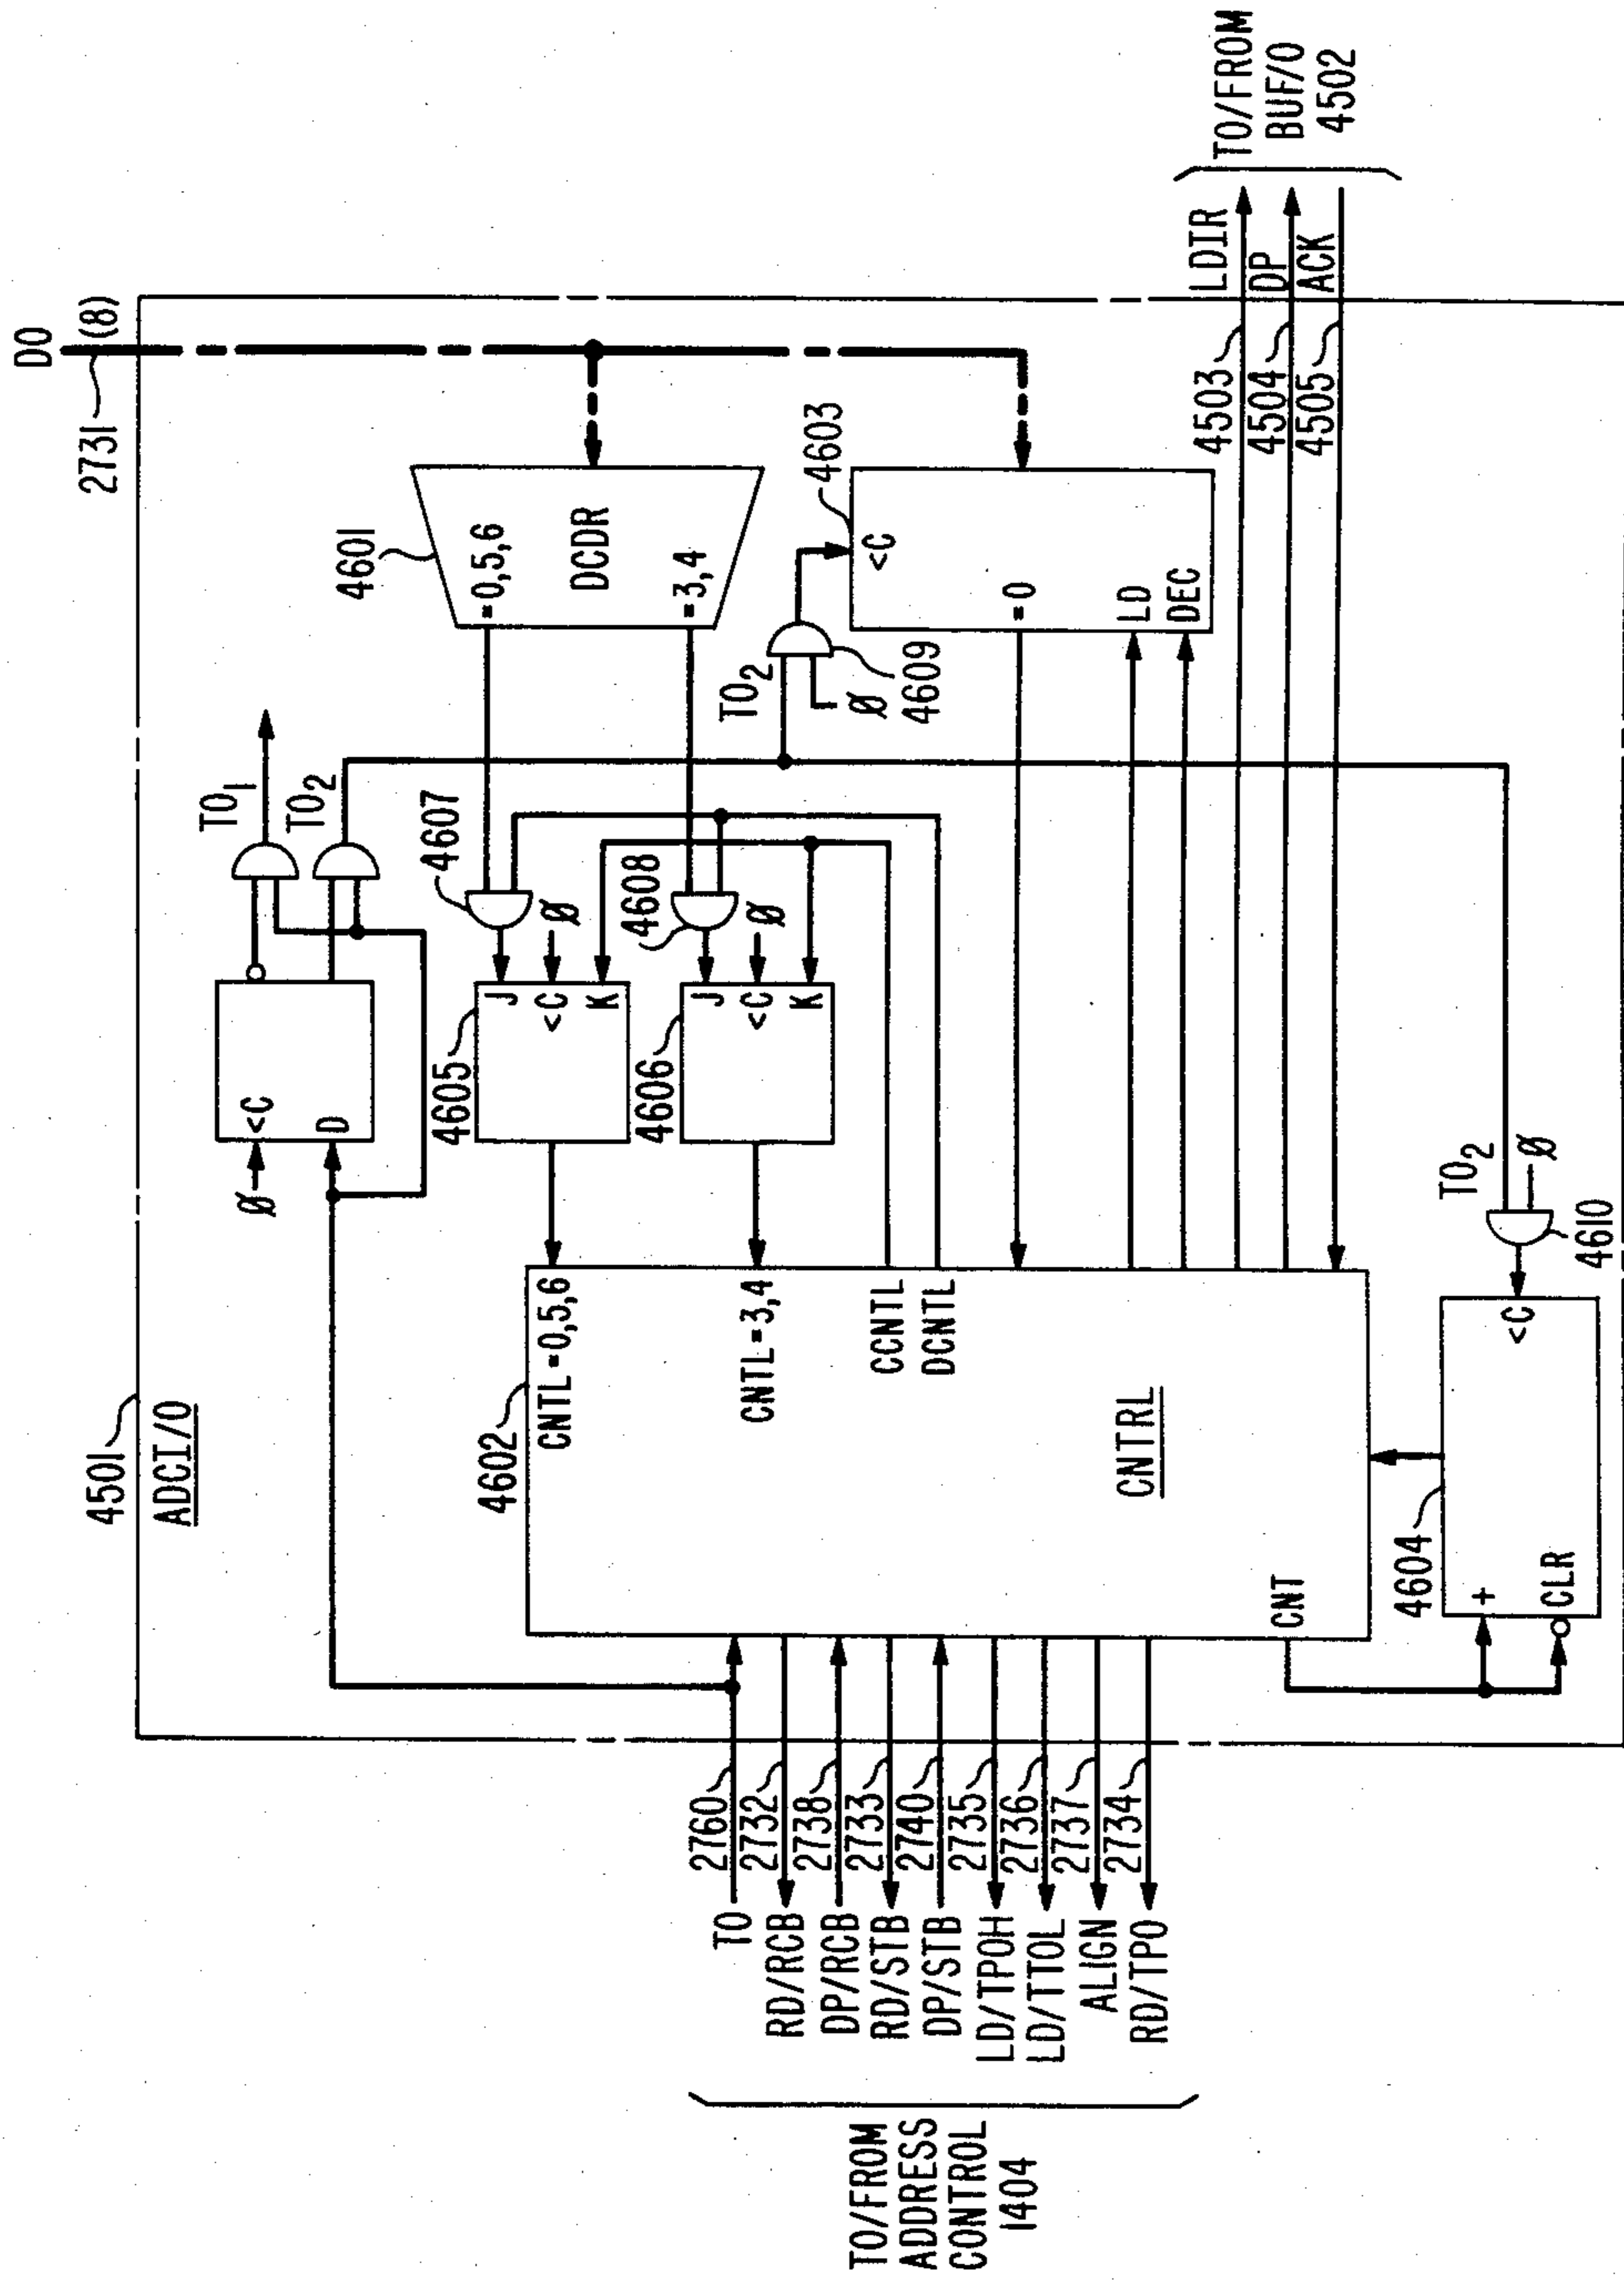 4501
ADCI/O
DO
2731
(8)
Ø
<C
D
TO1
TO2
4601
=0,5,6
DCDR
=3,4
4607
4605
J
<C
K
Ø
4608
4606
J
<C
K
Ø
TO2
Ø
4609
4603
<C
=0
LD
DEC
4602
CNTL=0,5,6
CNTL=3,4
CCNTL
DCNTL
CNTRL
CNT
TO/FROM
ADDRESS
CONTROL
1404
TO
2760
RD/RCB
2732
DP/RCB
2738
RD/STB
2733
DP/STB
2740
LD/TPOH
2735
LD/TTOL
2736
ALIGN
2737
RD/TPO
2734
4503
LDIR
4504
DP
4505
ACK
TO/FROM
BUF/O
4502
4604
+
CLR
<C
TO2
Ø
4610